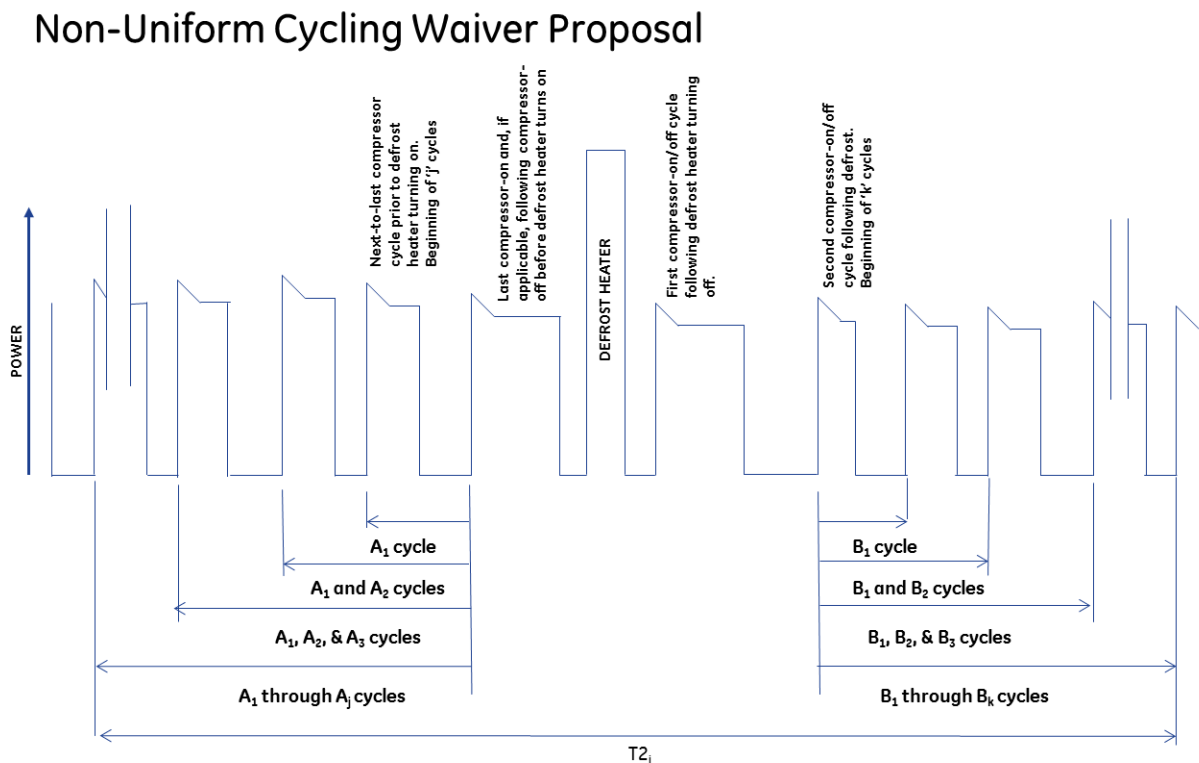 Non-Uniform Cycling Waiver Proposal
Next-to-last compressor
cycle prior to defrost
heater turning on.
Beginning of 'j' cycles
Last compressor-on and, if
applicable, following compressor-
off before defrost heater turns on
First compressor-on/off cycle
following defrost heater turning
off.
Second compressor-on/off
cycle following defrost.
Beginning of 'k' cycles
POWER
DEFROST HEATER
A₁ cycle
B₁ cycle
A₁ and A₂ cycles
B₁ and B₂ cycles
A₁, A₂, & A₃ cycles
B₁, B₂, & B₃ cycles
A₁ through Aⱼ cycles
B₁ through Bₖ cycles
T2ᵢ